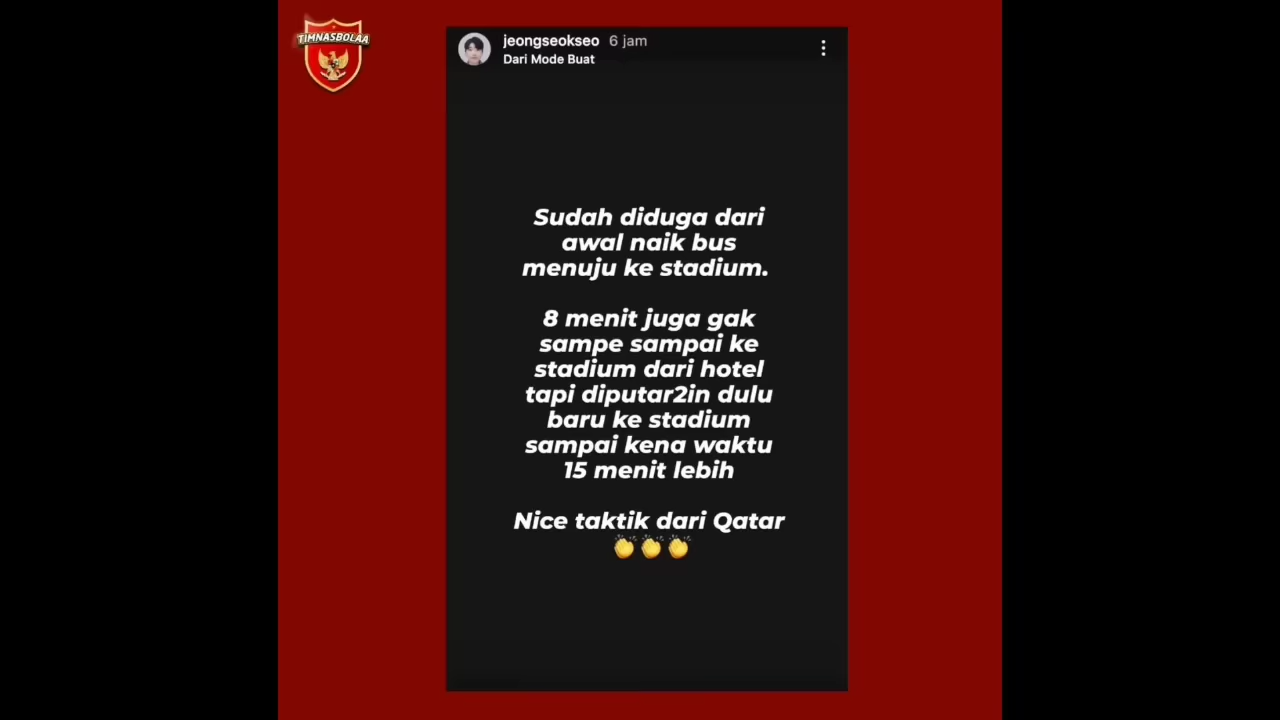 TIMNASBOLAA
jeongseokseo 6 jam
Dari Mode Buat
Sudah diduga dari
awal naik bus
menuju ke stadium.
8 menit juga gak
sampe sampai ke
stadium dari hotel
tapi diputar2in dulu
baru ke stadium
sampai kena waktu
15 menit lebih
Nice taktik dari Qatar
👏👏👏